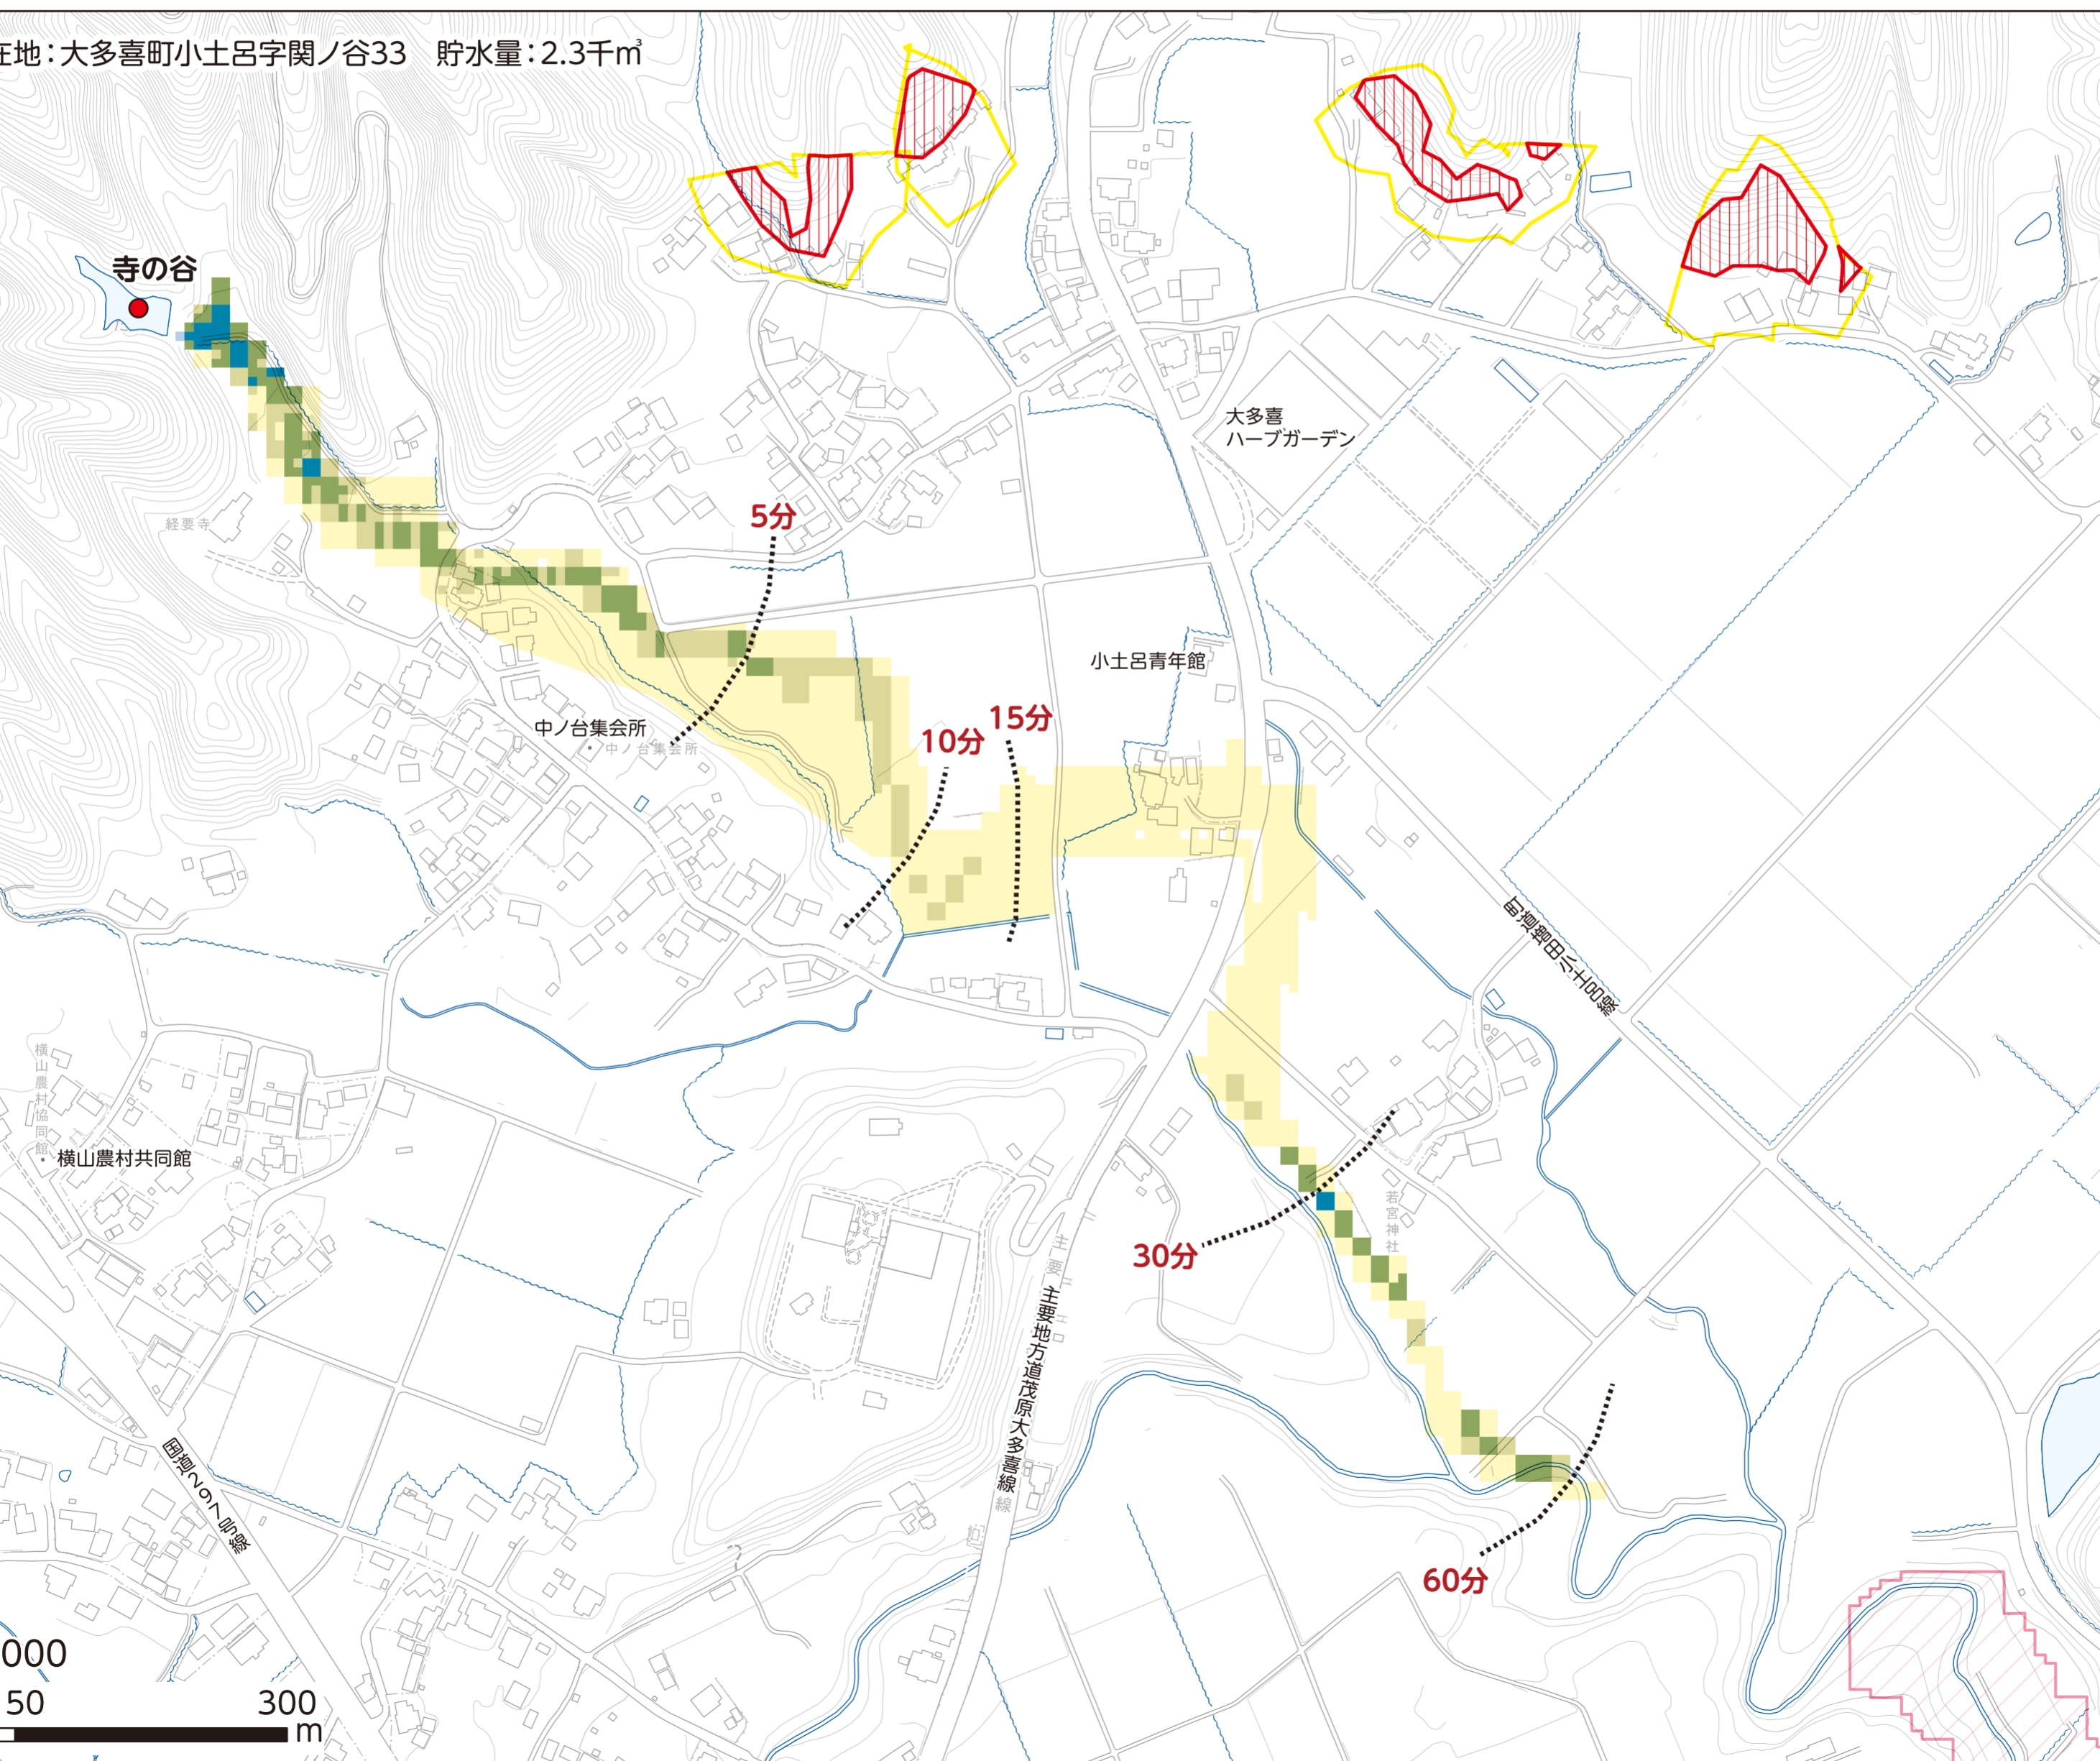 在地：大多喜町小土呂字関ノ谷33　貯水量：2.3千㎥
寺の谷
大多喜
ハーブガーデン
経要寺
5分
小土呂青年館
15分
中ノ台集会所
10分
中ノ台集会所
町道増田小土呂線
横山農村協同館
横山農村共同館
若宮神社
30分
主要
主要地方道茂原大多喜線
線
国道297号線
60分
000
50
300
m